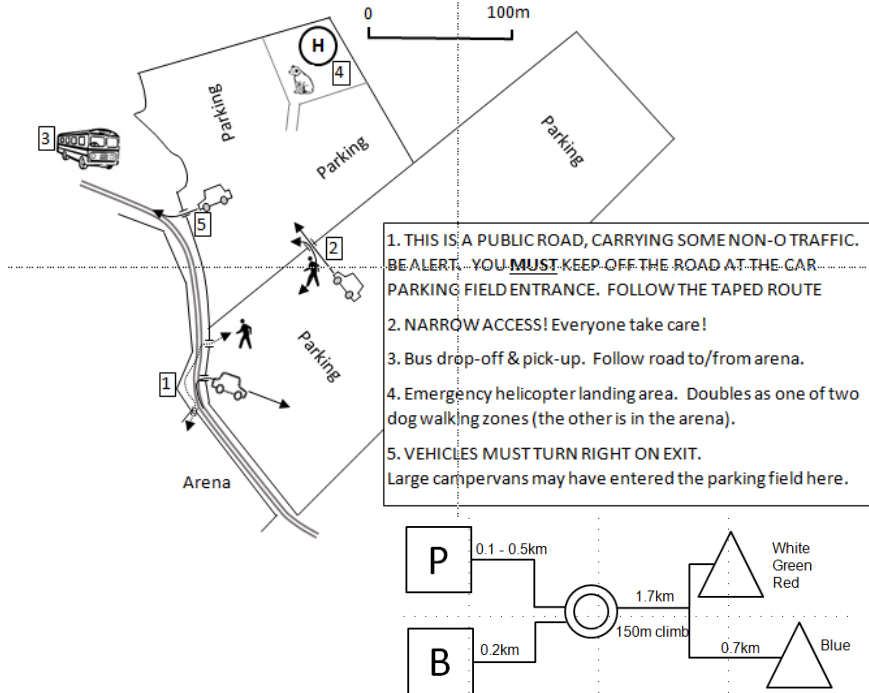 0 100m
H
4
Parking
Parking
Parking
3
5
2
1. THIS IS A PUBLIC ROAD, CARRYING SOME NON-O TRAFFIC.
BE ALERT. YOU MUST KEEP OFF THE ROAD AT THE CAR
PARKING FIELD ENTRANCE. FOLLOW THE TAPED ROUTE
2. NARROW ACCESS! Everyone take care!
3. Bus drop-off & pick-up. Follow road to/from arena.
4. Emergency helicopter landing area. Doubles as one of two
dog walking zones (the other is in the arena).
5. VEHICLES MUST TURN RIGHT ON EXIT.
Large campervans may have entered the parking field here.
Parking
1
Arena
P
0.1 - 0.5km
White
Green
Red
1.7km
150m climb
B
0.2km
0.7km
Blue